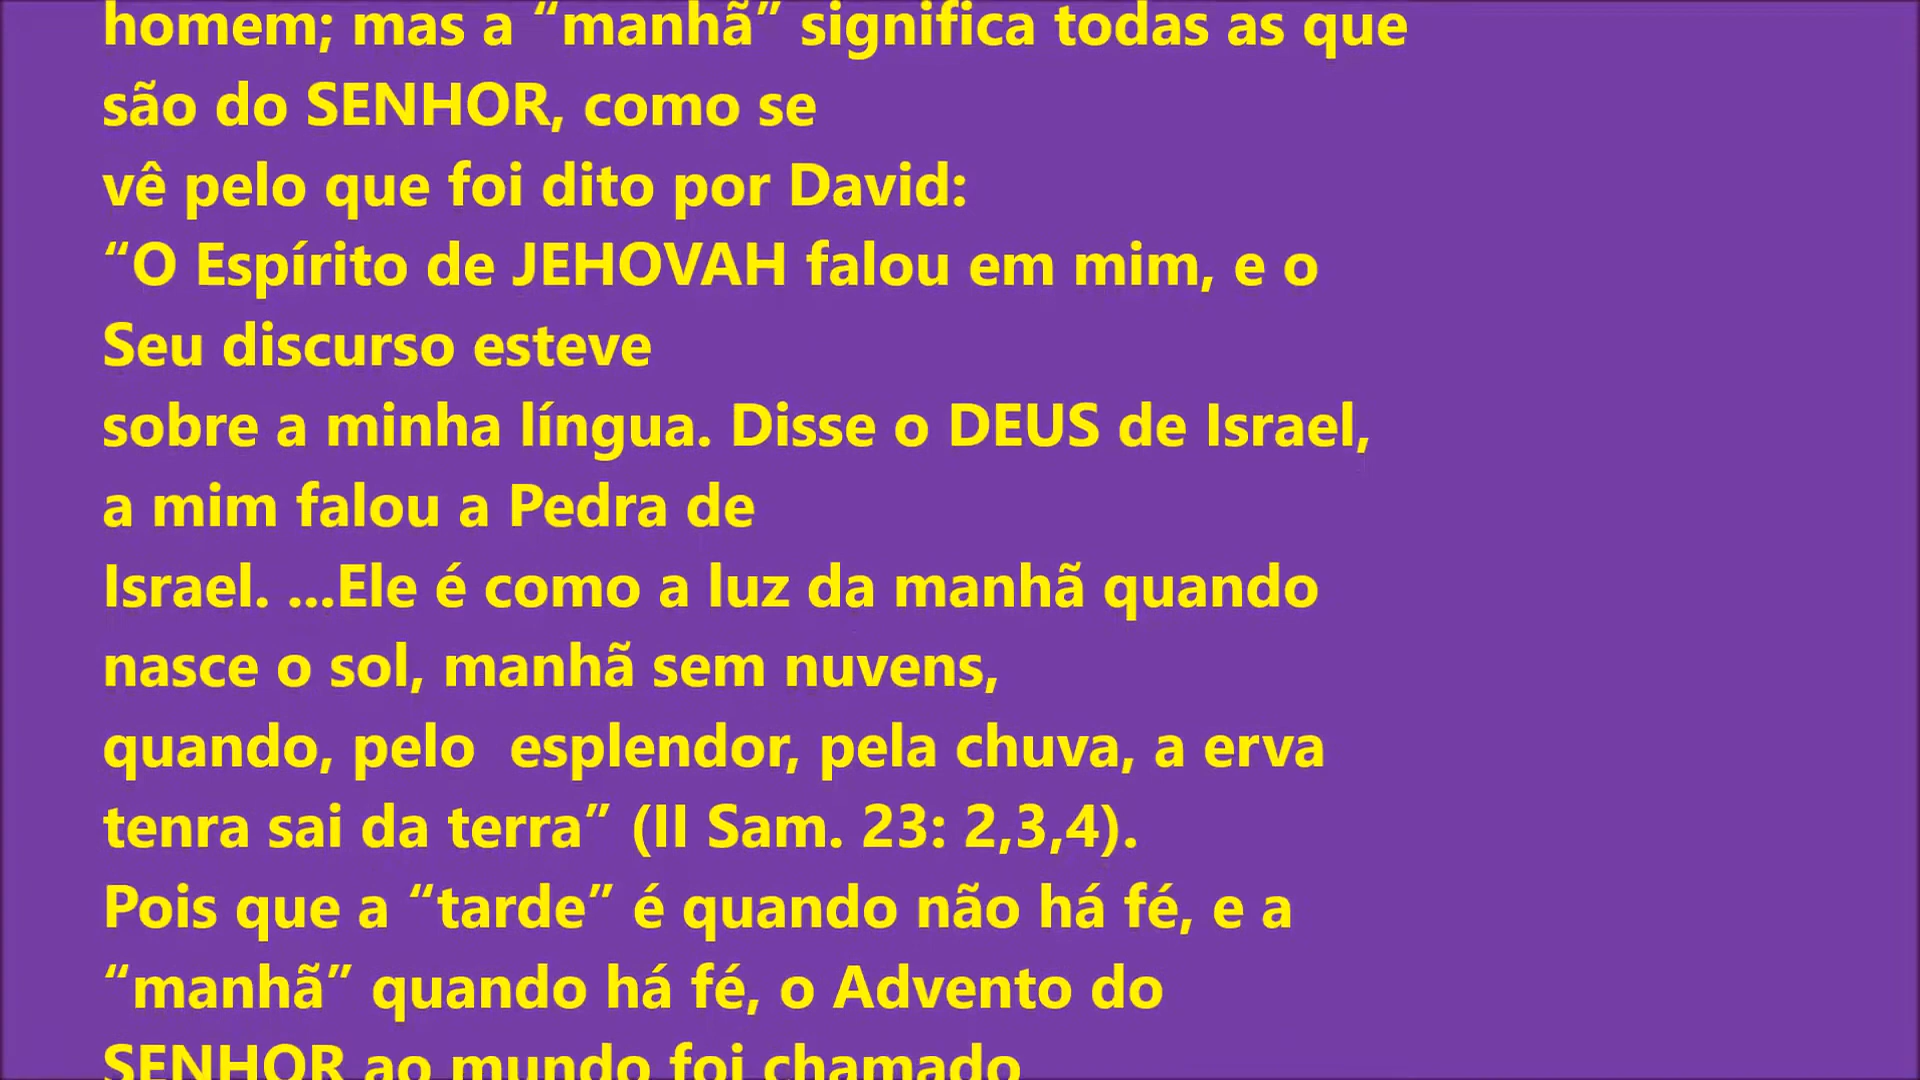 homem; mas a “manhã” significa todas as que
são do SENHOR, como se
vê pelo que foi dito por David:
“O Espírito de JEHOVAH falou em mim, e o
Seu discurso esteve
sobre a minha língua. Disse o DEUS de Israel,
a mim falou a Pedra de
Israel. ...Ele é como a luz da manhã quando
nasce o sol, manhã sem nuvens,
quando, pelo  esplendor, pela chuva, a erva
tenra sai da terra” (II Sam. 23: 2,3,4).
Pois que a “tarde” é quando não há fé, e a
“manhã” quando há fé, o Advento do
SENHOR ao mundo foi chamado